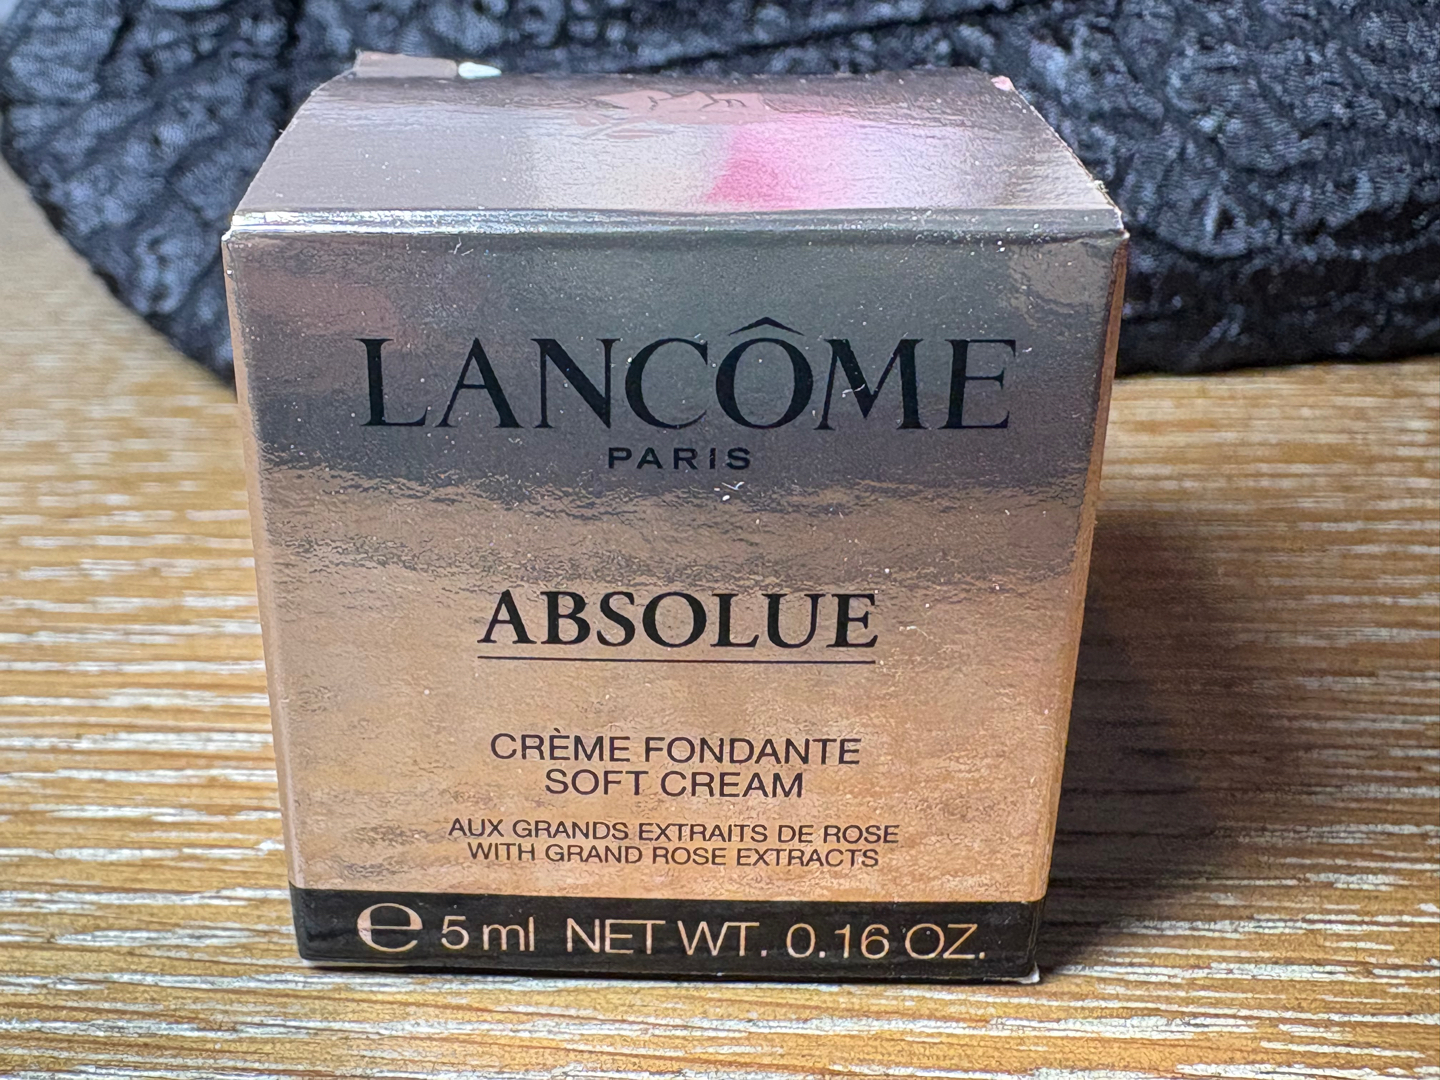 LANCÔME
PARIS
ABSOLUE
CRÈME FONDANTE
SOFT CREAM
AUX GRANDS EXTRAITS DE ROSE
WITH GRAND ROSE EXTRACTS
℮ 5 ml NET WT. 0.16 OZ.